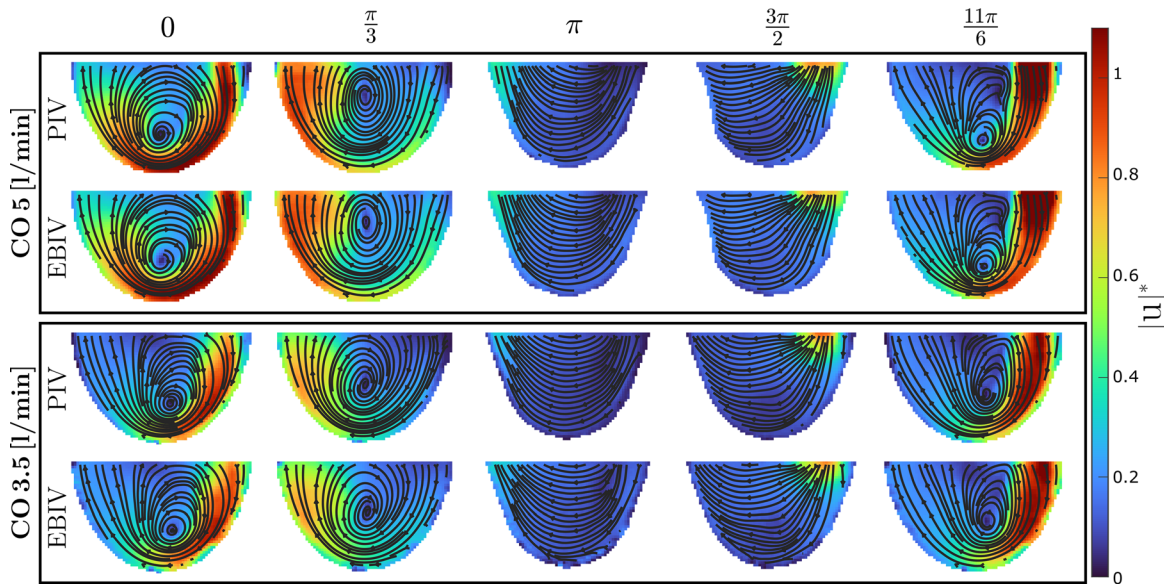 0 π/3 π 3π/2 11π/6
CO 5 [l/min]
PIV
EBIV
CO 3.5 [l/min]
PIV
EBIV
1
0.8
0.6
0.4
0.2
0
|u|*